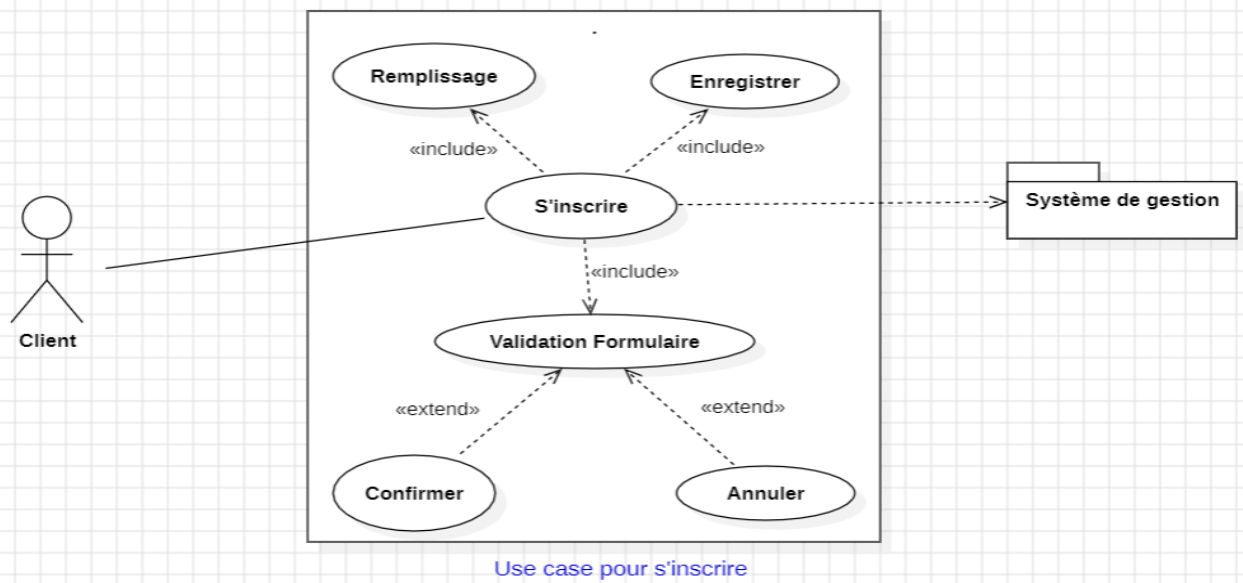 Remplissage
Enregistrer
«include»
«include»
S'inscrire
Système de gestion
«include»
Client
Validation Formulaire
«extend»
«extend»
Confirmer
Annuler
Use case pour s'inscrire